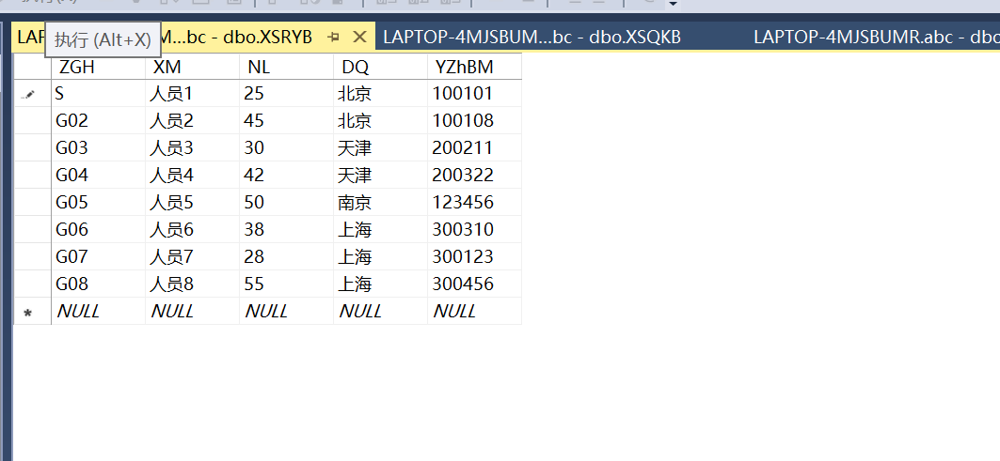 LAP
执行 (Alt+X)
M...bc - dbo.XSRYB
LAPTOP-4MJSBUM...bc - dbo.XSQKB
LAPTOP-4MJSBUMR.abc - dbo
ZGH XM NL DQ YZhBM
S 人员1 25 北京 100101
G02 人员2 45 北京 100108
G03 人员3 30 天津 200211
G04 人员4 42 天津 200322
G05 人员5 50 南京 123456
G06 人员6 38 上海 300310
G07 人员7 28 上海 300123
G08 人员8 55 上海 300456
* NULL NULL NULL NULL NULL